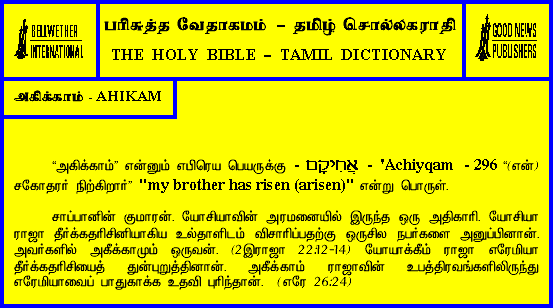 BELLWETHER
INTERNATIONAL
பரிசுத்த வேதாகமம் – தமிழ் சொல்லகராதி
THE HOLY BIBLE – TAMIL DICTIONARY
GOOD NEWS
PUBLISHERS
அகிக்காம் - AHIKAM
“அகிக்காம்” என்னும் எபிரெய பெயருக்கு - אֲחִיקָם - 'Achiyqam - 296 “(என்)
சகோதரர் நிற்கிறார்” "my brother has risen (arisen)" என்று பொருள்.
சாப்பானின் குமாரன். யோசியாவின் அரமனையில் இருந்த ஒரு அதிகாரி. யோசியா
ராஜா தீர்க்கதரிசினியாகிய உல்தாளிடம் விசாரிப்பதற்கு ஒருசில நபர்களை அனுப்பினான்.
அவர்களில் அகீக்காமும் ஒருவன். (2இராஜா 22:12-14) யோயாக்கீம் ராஜா எரேமியா
தீர்க்கதரிசியைத் துன்புறுத்தினான். அகீக்காம் ராஜாவின் உபத்திரவங்களிலிருந்து
எரேமியாவைப் பாதுகாக்க உதவி புரிந்தான். (எரே 26:24)